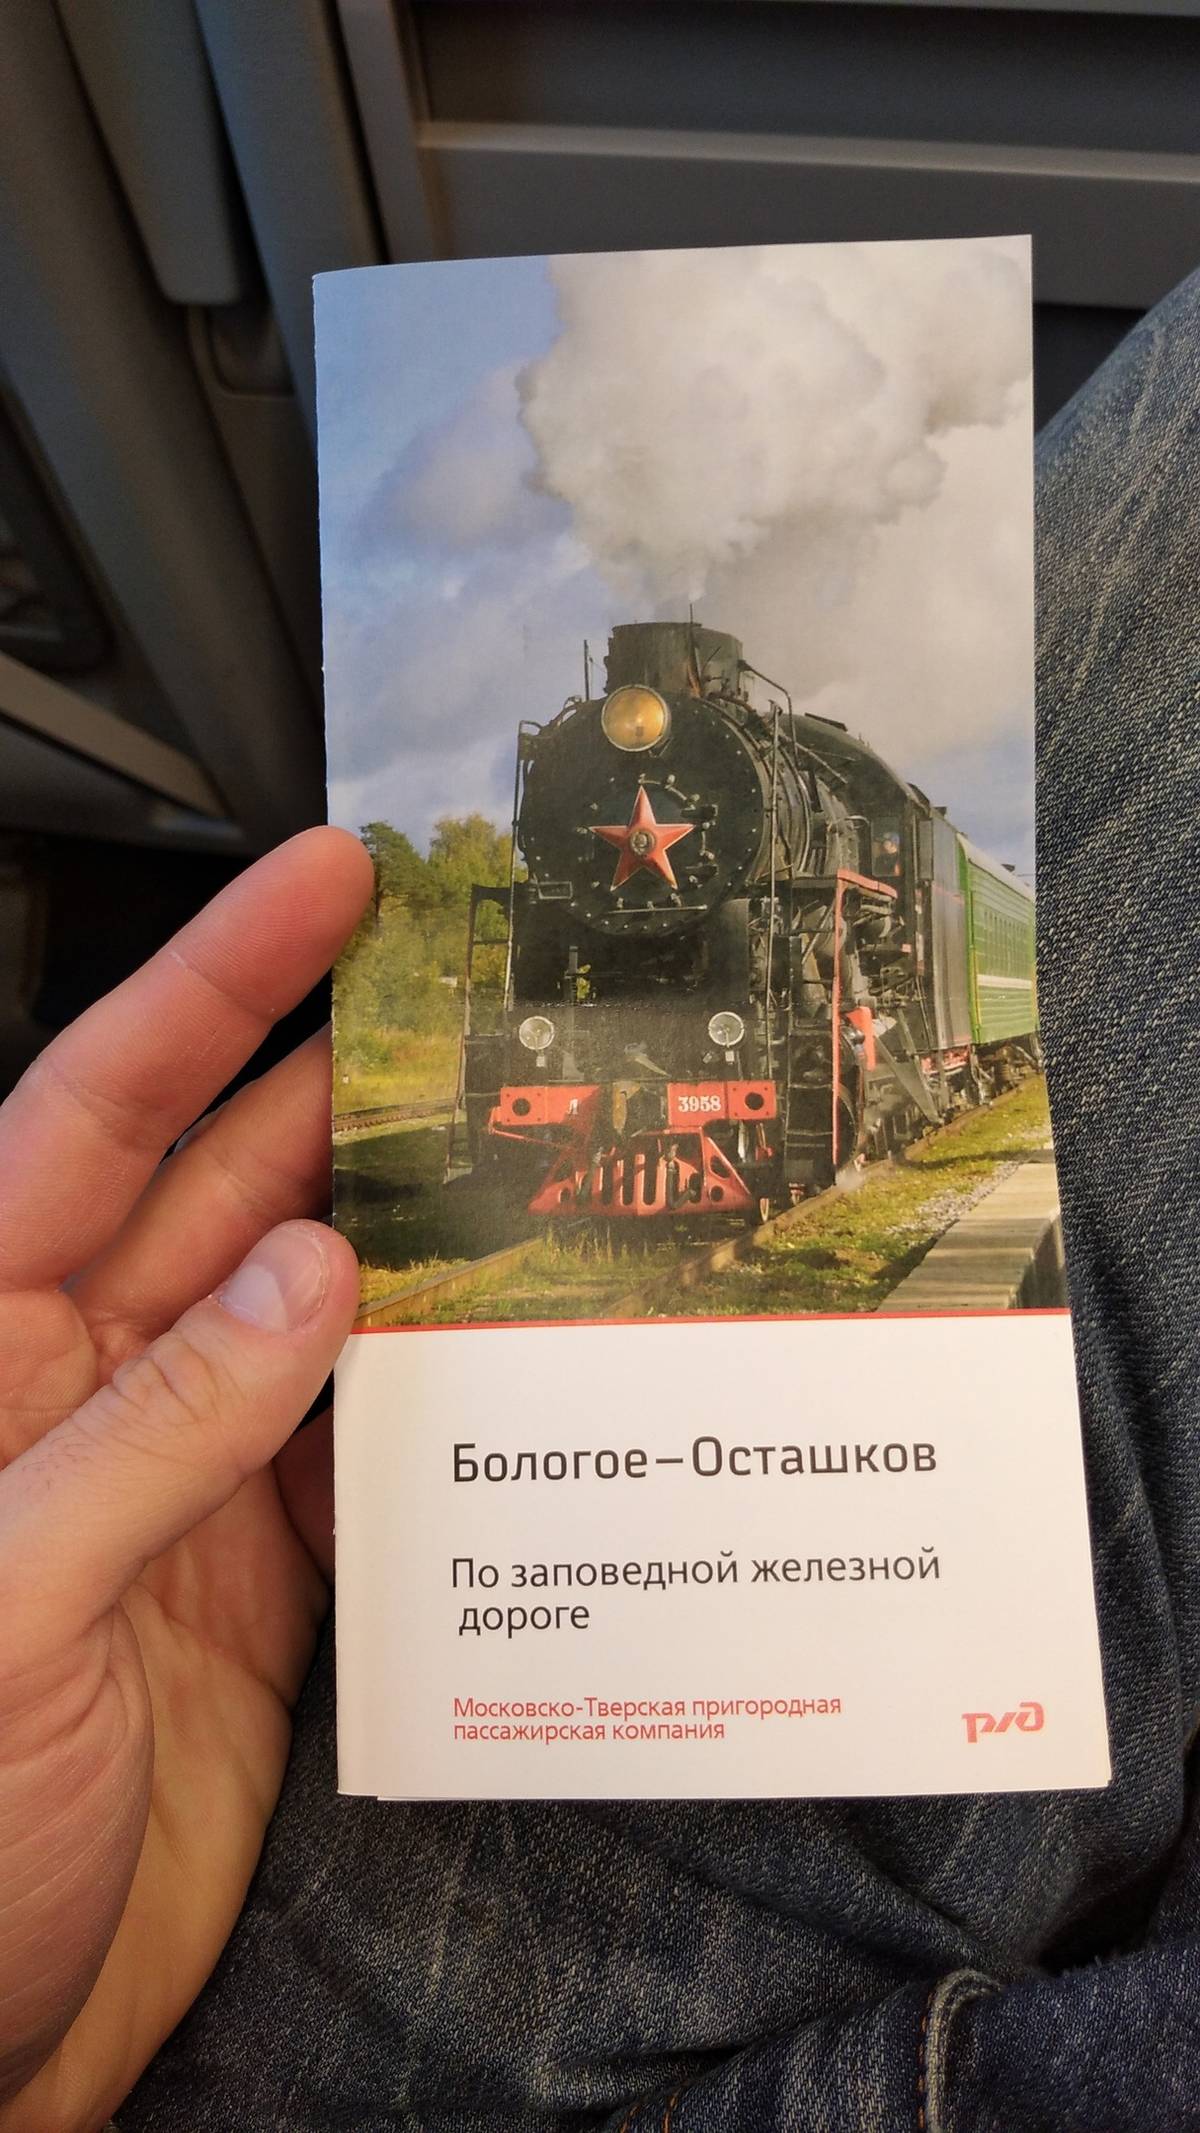 Л 3958
Бологое–Осташков
По заповедной железной
дороге
Московско-Тверская пригородная
пассажирская компания
ржд